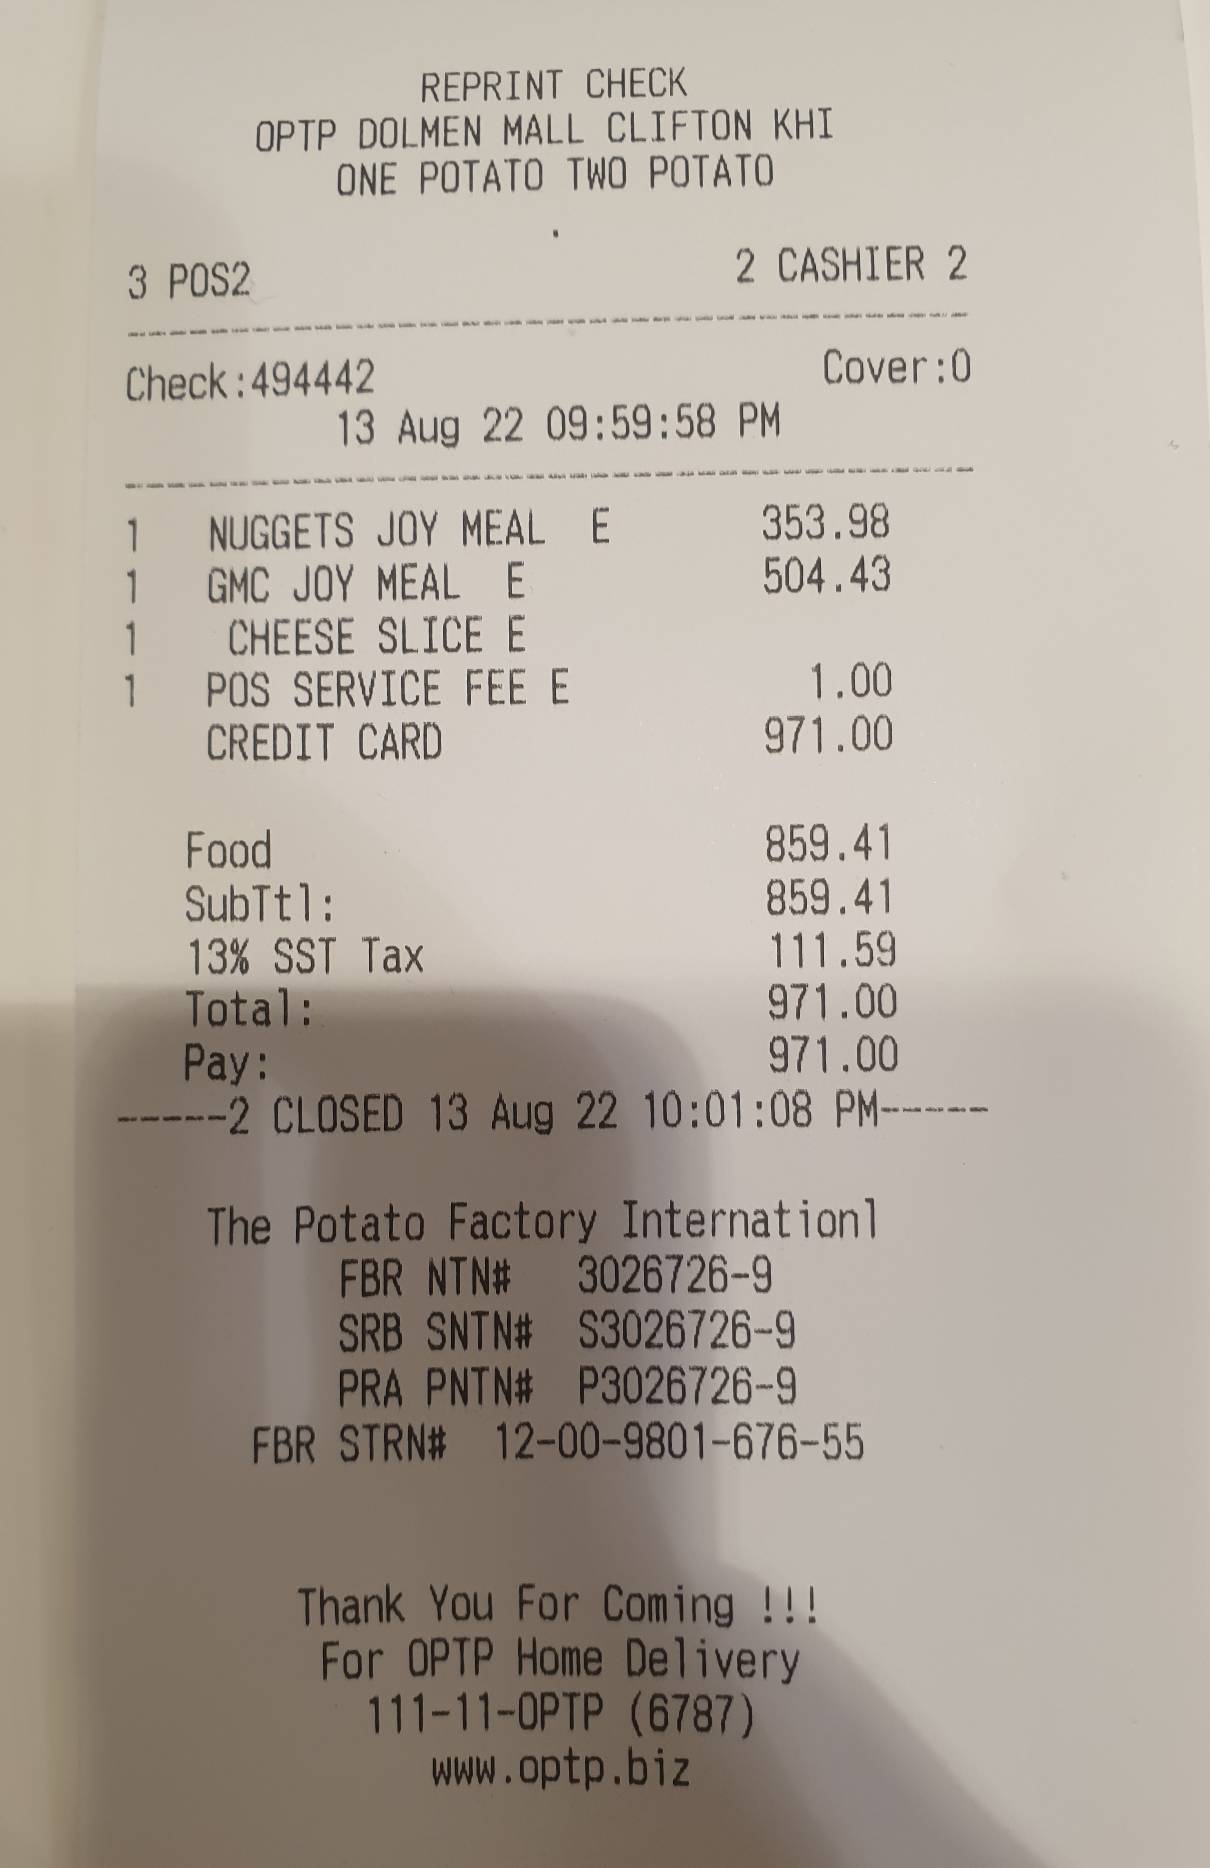 REPRINT CHECK
OPTP DOLMEN MALL CLIFTON KHI
ONE POTATO TWO POTATO
.
3 POS2 2 CASHIER 2
Check:494442 Cover:0
13 Aug 22 09:59:58 PM
1 NUGGETS JOY MEAL E 353.98
1 GMC JOY MEAL E 504.43
1 CHEESE SLICE E
1 POS SERVICE FEE E 1.00
CREDIT CARD 971.00
Food 859.41
SubTtl: 859.41
13% SST Tax 111.59
Total: 971.00
Pay: 971.00
-----2 CLOSED 13 Aug 22 10:01:08 PM-----
The Potato Factory Internationl
FBR NTN# 3026726-9
SRB SNTN# S3026726-9
PRA PNTN# P3026726-9
FBR STRN# 12-00-9801-676-55
Thank You For Coming !!!
For OPTP Home Delivery
111-11-OPTP (6787)
www.optp.biz